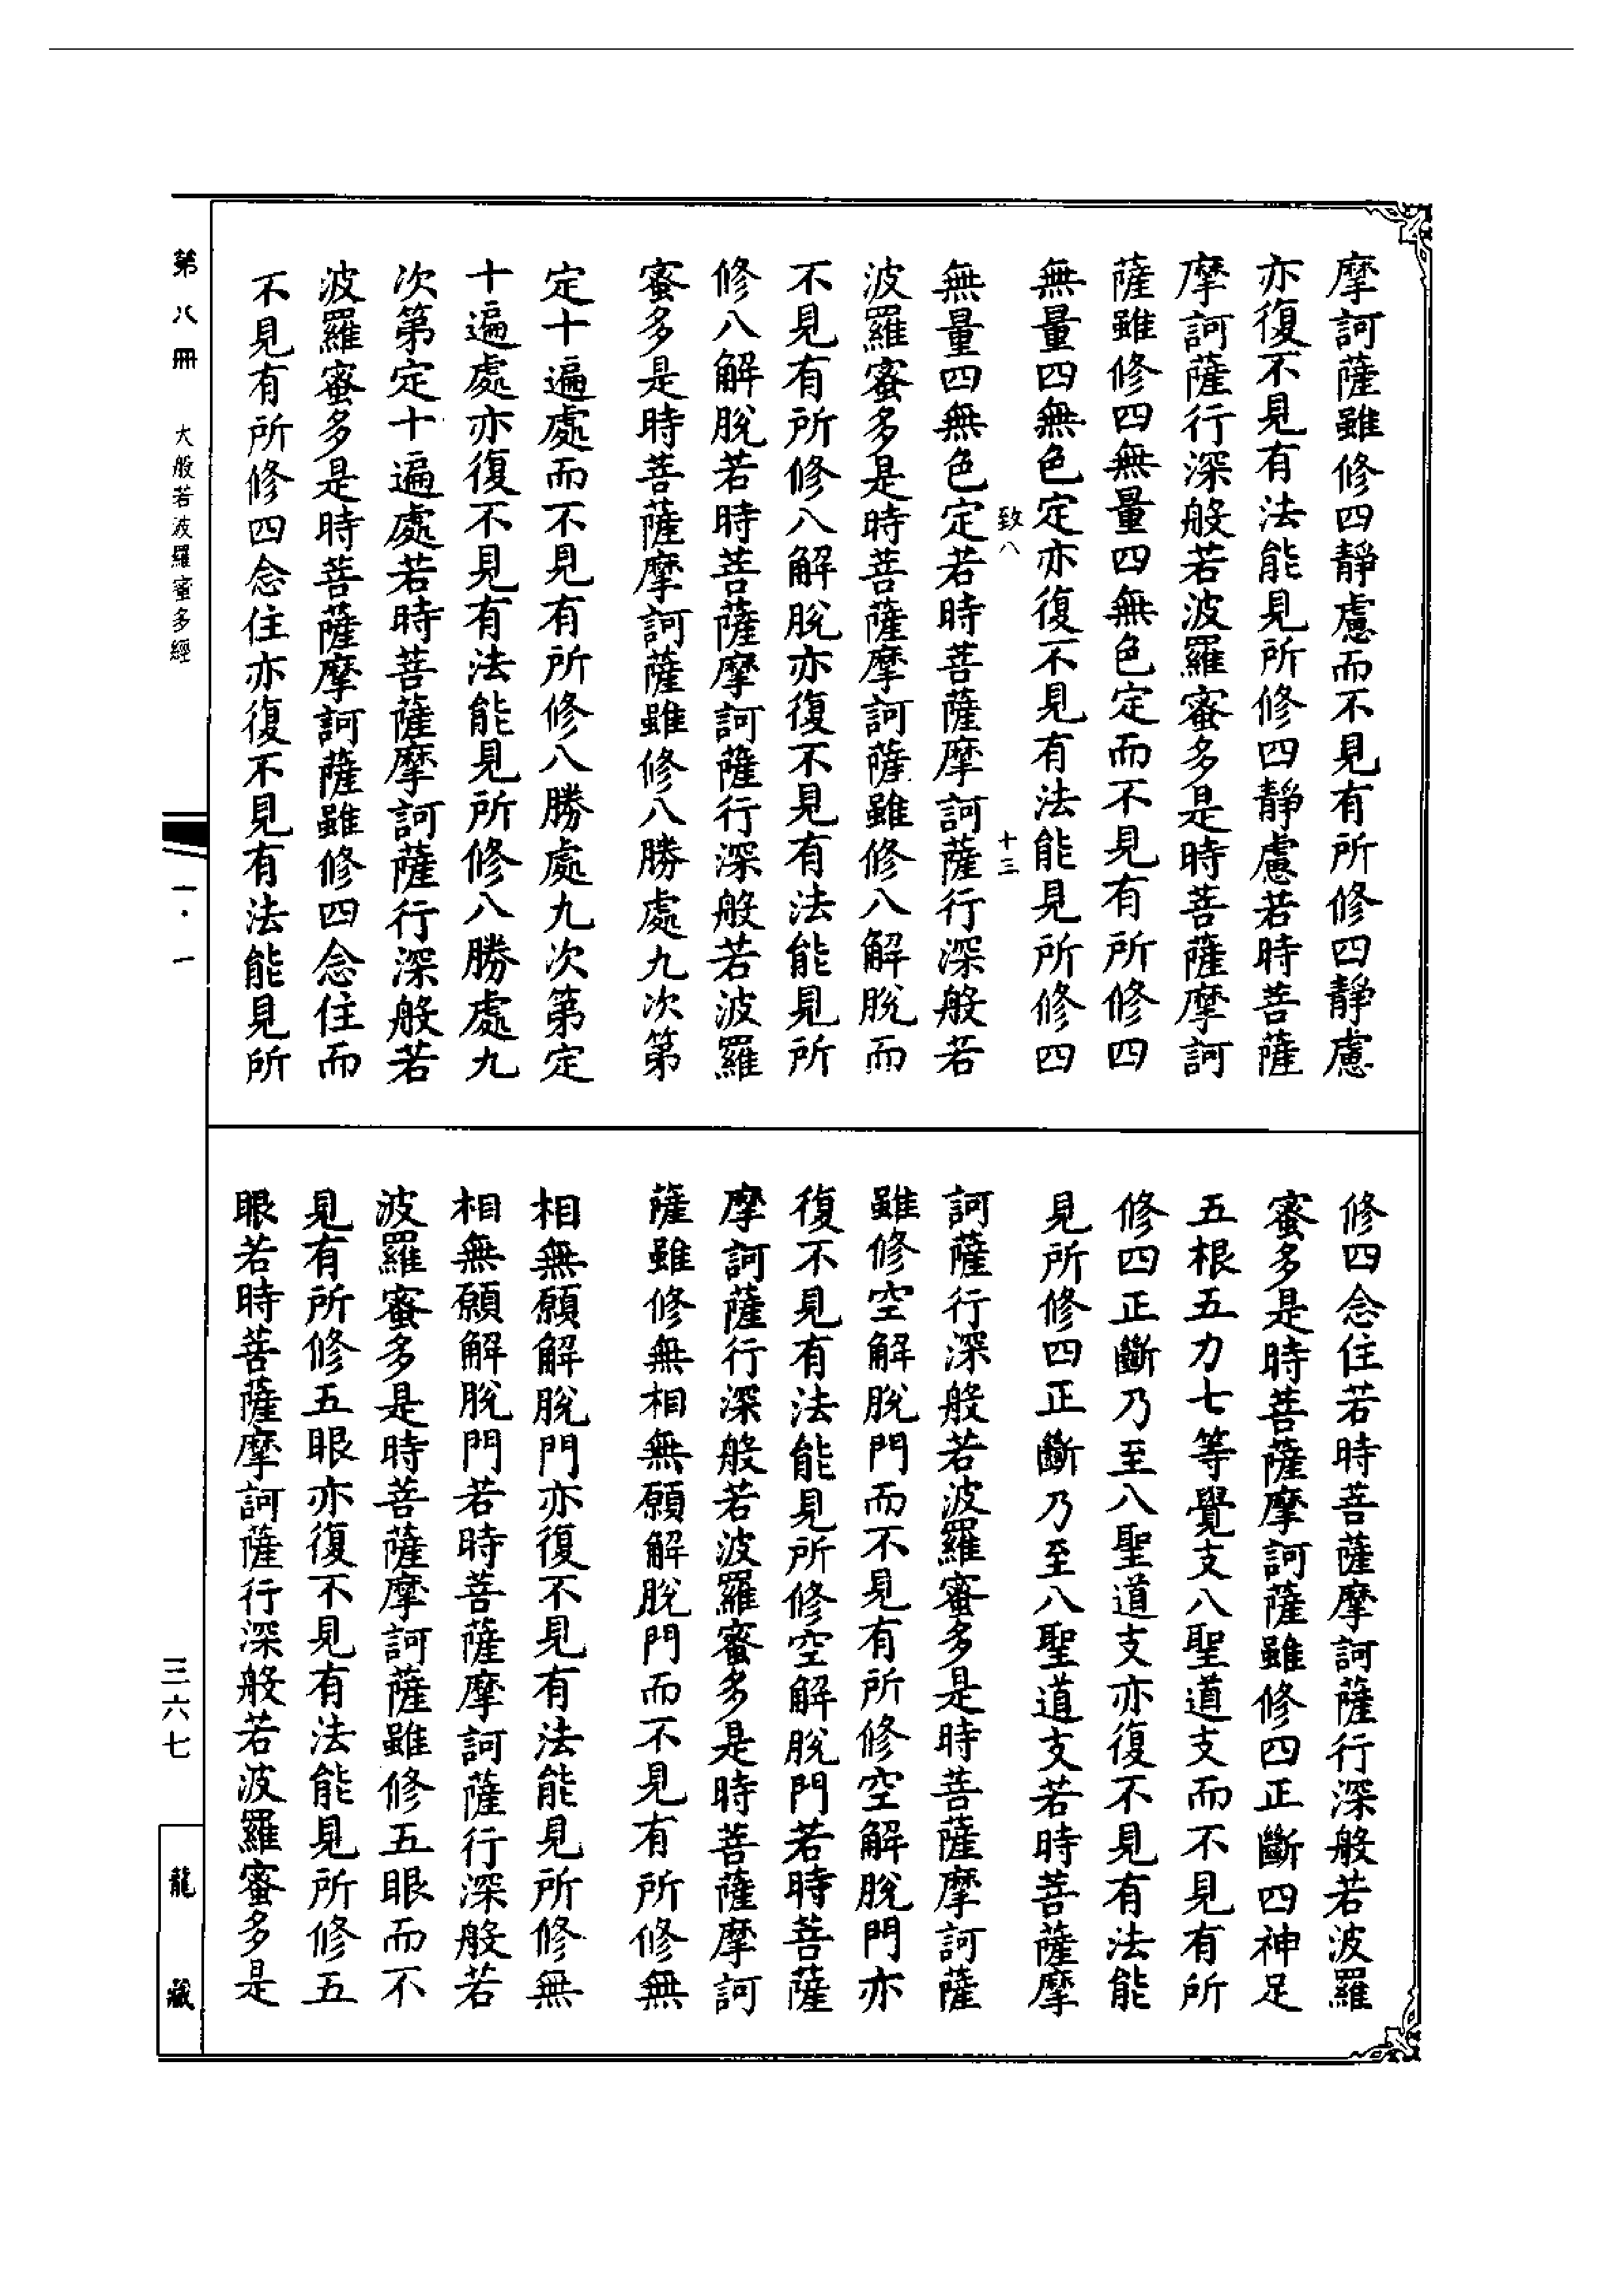 摩訶薩雖修四靜慮而不見有所修四靜慮
亦復不見有法能見所修四靜慮若時菩薩
摩訶薩行深般若波羅蜜多是時菩薩摩訶
薩雖修四無量四無色定而不見有所修四
無量四無色定亦復不見有法能見所修四
致八
十三
無量四無色定若時菩薩摩訶薩行深般若
波羅蜜多是時菩薩摩訶薩雖修八解脫而
不見有所修八解脫亦復不見有法能見所
修八解脫若時菩薩摩訶薩行深般若波羅
蜜多是時菩薩摩訶薩雖修八勝處九次第
定十遍處而不見有所修八勝處九次第定
十遍處亦復不見有法能見所修八勝處九
次第定十遍處若時菩薩摩訶薩行深般若
波羅蜜多是時菩薩摩訶薩雖修四念住而
不見有所修四念住亦復不見有法能見所
修四念住若時菩薩摩訶薩行深般若波羅
蜜多是時菩薩摩訶薩雖修四正斷四神足
五根五力七等覺支八聖道支而不見有所
修四正斷乃至八聖道支亦復不見有法能
見所修四正斷乃至八聖道支若時菩薩摩
訶薩行深般若波羅蜜多是時菩薩摩訶薩
雖修空解脫門而不見有所修空解脫門亦
復不見有法能見所修空解脫門若時菩薩
摩訶薩行深般若波羅蜜多是時菩薩摩訶
薩雖修無相無願解脫門而不見有所修無
相無願解脫門亦復不見有法能見所修無
相無願解脫門若時菩薩摩訶薩行深般若
波羅蜜多是時菩薩摩訶薩雖修五眼而不
見有所修五眼亦復不見有法能見所修五
眼若時菩薩摩訶薩行深般若波羅蜜多是
第八冊 大般若波羅蜜多經
一·一
三六七
龍藏